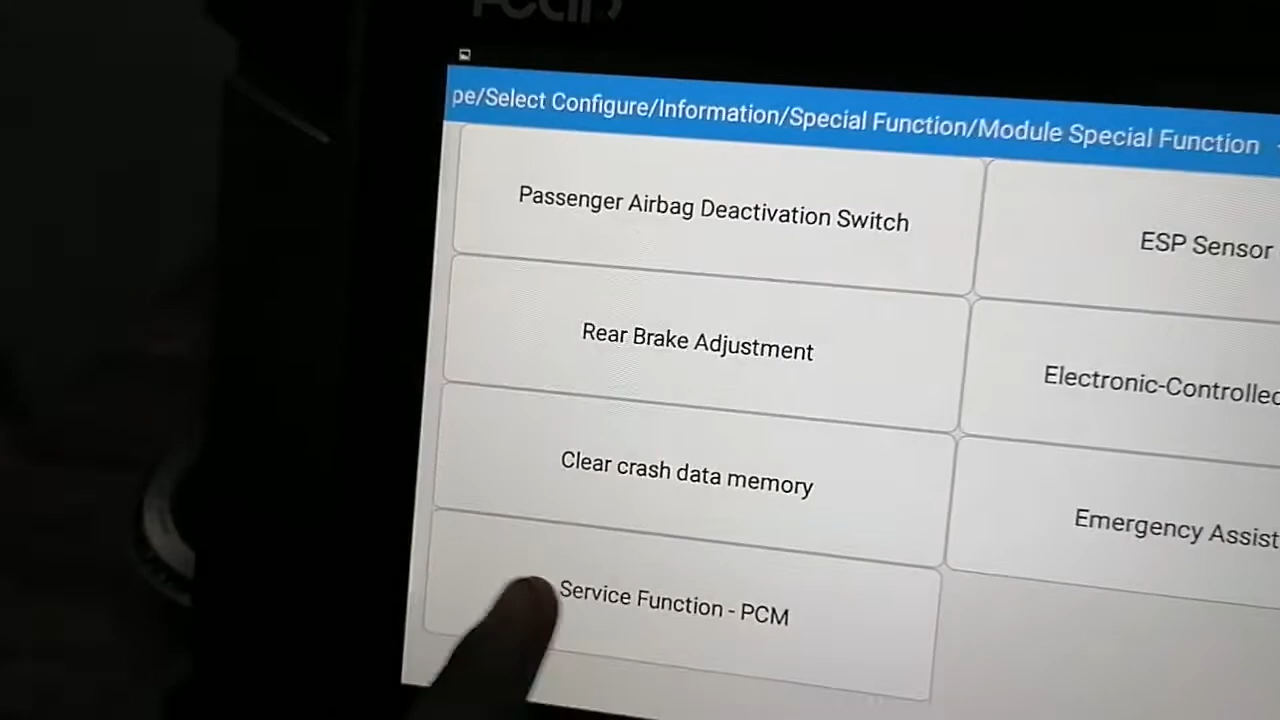 pe/Select Configure/Information/Special Function/Module Special Function
Passenger Airbag Deactivation Switch
ESP Sensor
Rear Brake Adjustment
Electronic-Controlled
Clear crash data memory
Emergency Assist
Service Function - PCM